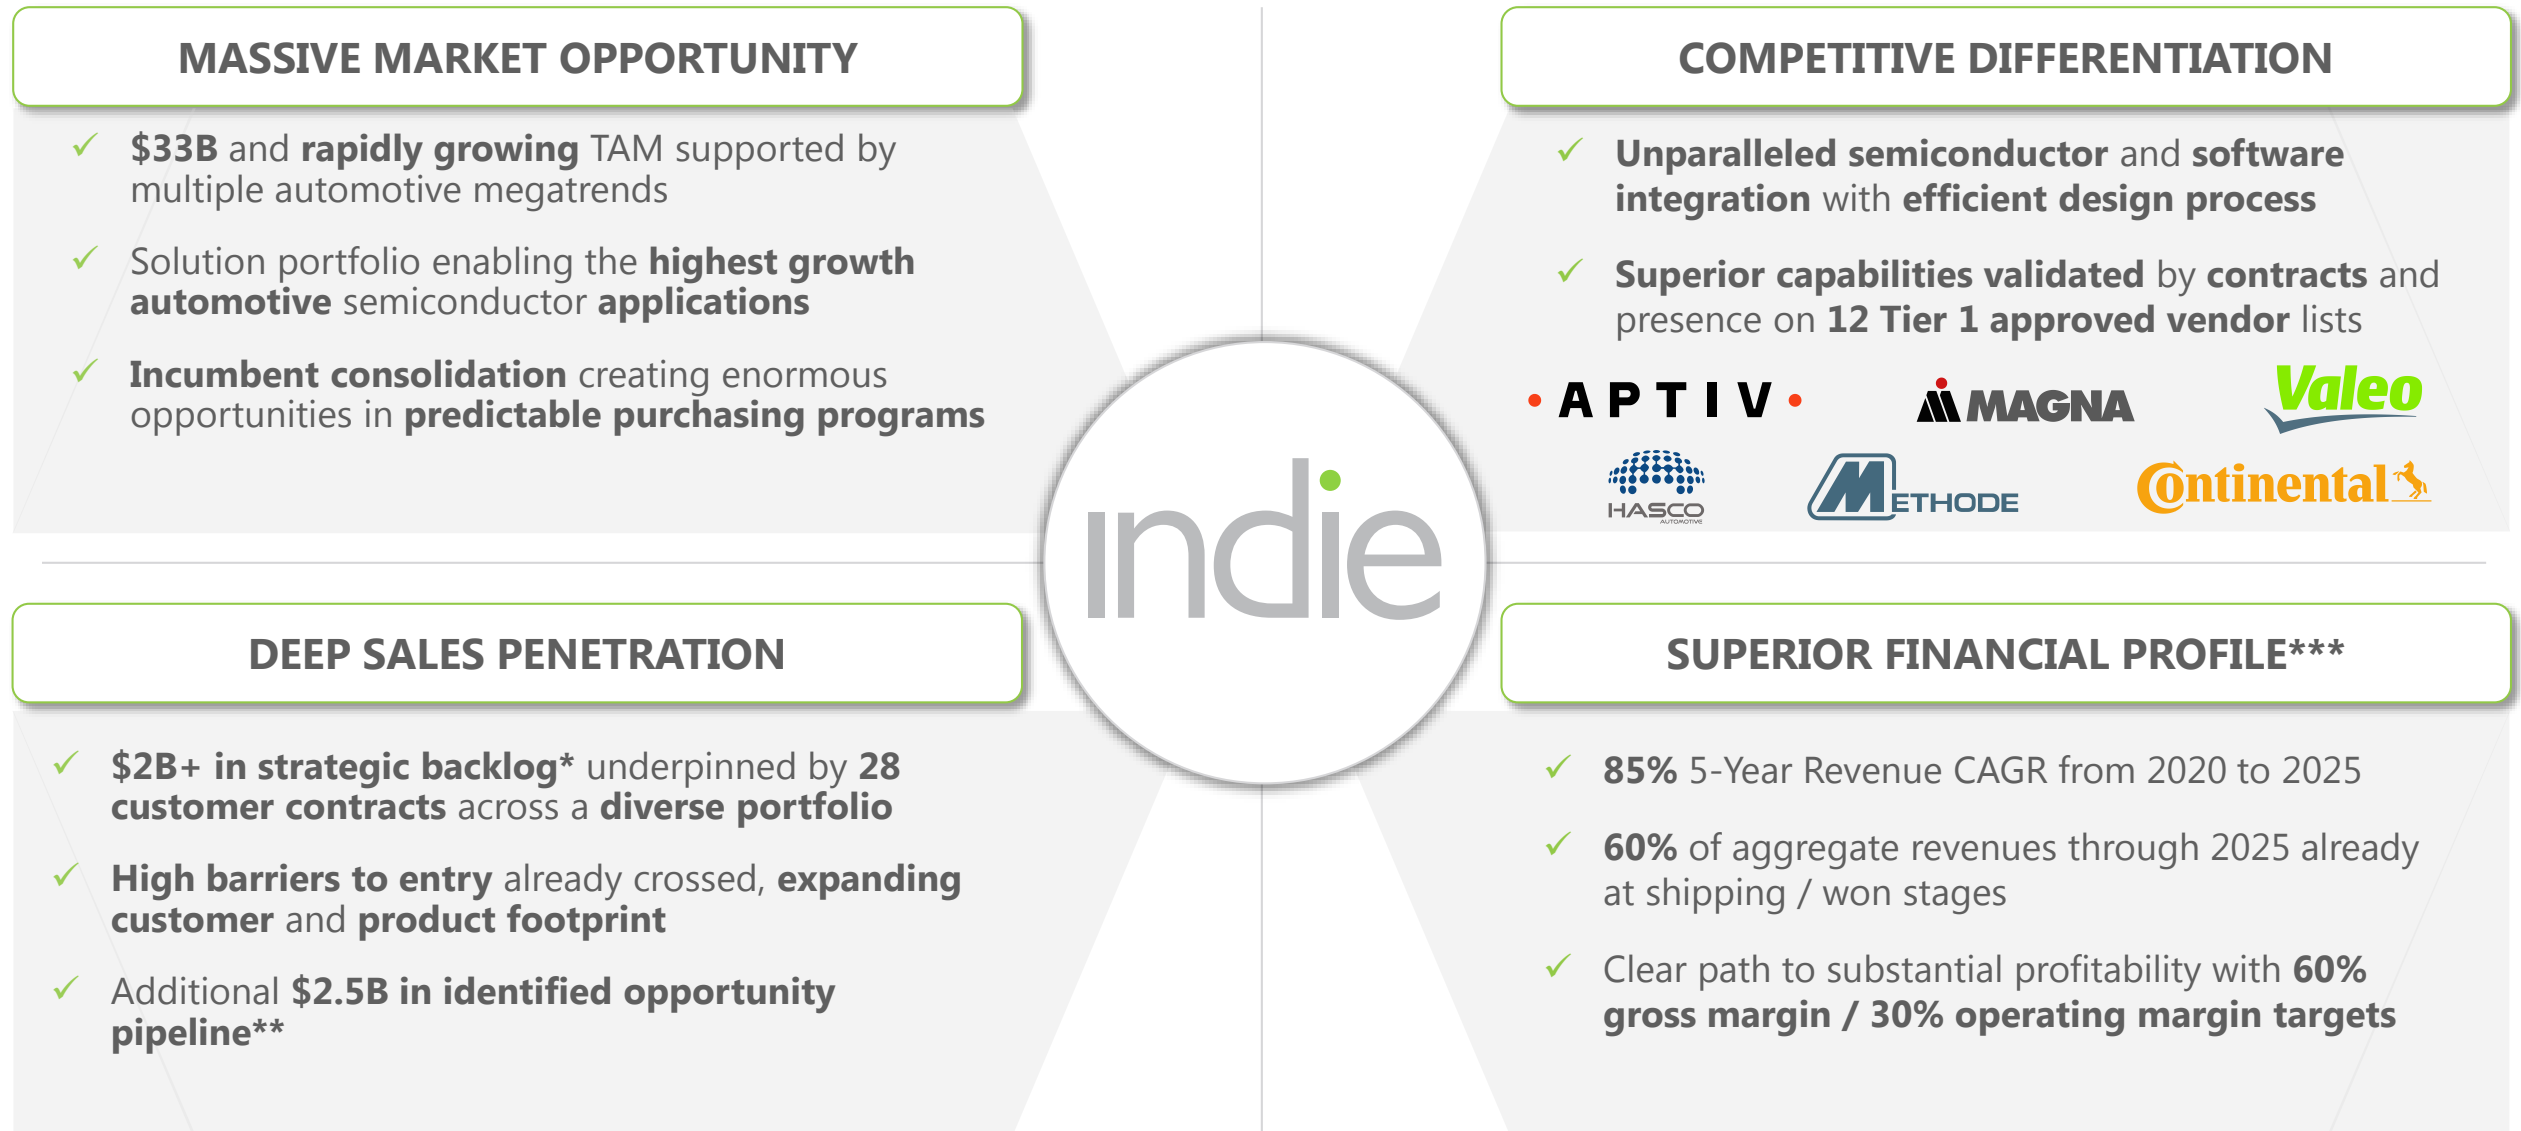 MASSIVE MARKET OPPORTUNITY
$33B and rapidly growing TAM supported by
multiple automotive megatrends
Solution portfolio enabling the highest growth
automotive semiconductor applications
Incumbent consolidation creating enormous
opportunities in predictable purchasing programs
COMPETITIVE DIFFERENTIATION
Unparalleled semiconductor and software
integration with efficient design process
Superior capabilities validated by contracts and
presence on 12 Tier 1 approved vendor lists
• APTIV •
MAGNA
Valeo
HASCO
AUTOMOTIVE
METHODE
Continental
indie
DEEP SALES PENETRATION
$2B+ in strategic backlog* underpinned by 28
customer contracts across a diverse portfolio
High barriers to entry already crossed, expanding
customer and product footprint
Additional $2.5B in identified opportunity
pipeline**
SUPERIOR FINANCIAL PROFILE***
85% 5-Year Revenue CAGR from 2020 to 2025
60% of aggregate revenues through 2025 already
at shipping / won stages
Clear path to substantial profitability with 60%
gross margin / 30% operating margin targets